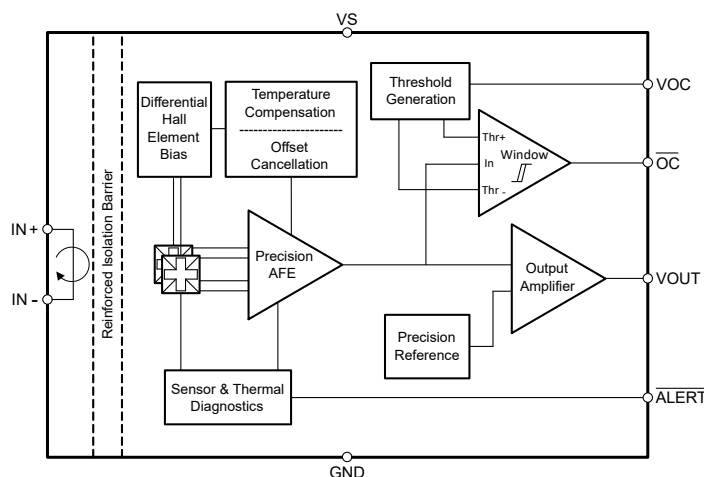 VS
Differential
Hall
Element
Bias
Temperature
Compensation
Offset
Cancellation
Threshold
Generation
VOC
Thr+
In
Thr -
Window
OC
IN+
IN -
Reinforced Isolation Barrier
Precision
AFE
Output
Amplifier
VOUT
Precision
Reference
Sensor & Thermal
Diagnostics
ALERT
GND